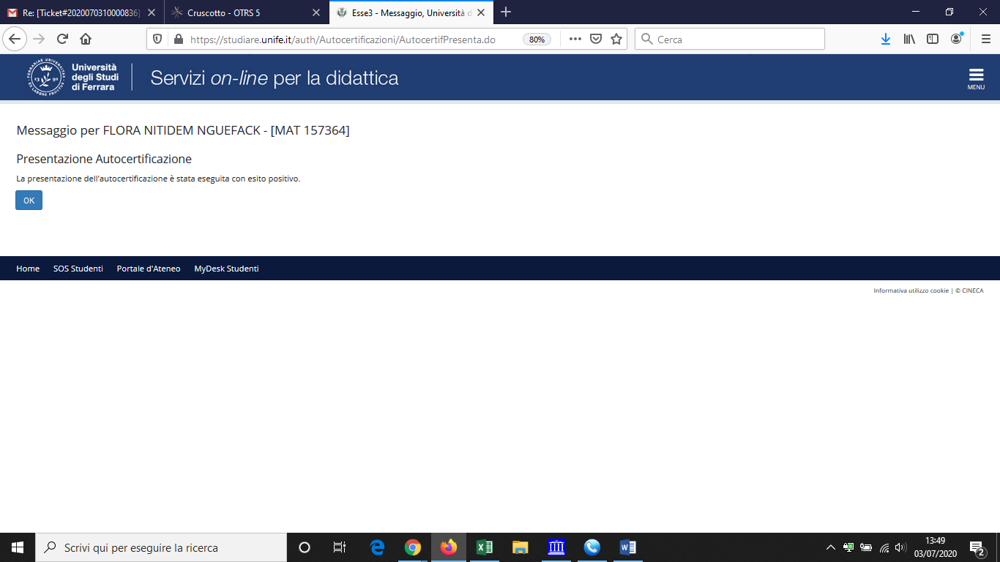 Re: [Ticket#2020070310000836]
Cruscotto - OTRS 5
Esse3 - Messaggio, Università d
https://studiare.unife.it/auth/Autocertificazioni/AutocertifPresenta.do
80%
Cerca
Università
degli Studi
di Ferrara
Servizi on-line per la didattica
MENU
Messaggio per FLORA NITIDEM NGUEFACK - [MAT 157364]
Presentazione Autocertificazione
La presentazione dell'autocertificazione è stata eseguita con esito positivo.
OK
Home SOS Studenti Portale d'Ateneo MyDesk Studenti
Informativa utilizzo cookie | © CINECA
Scrivi qui per eseguire la ricerca
13:49
03/07/2020
2